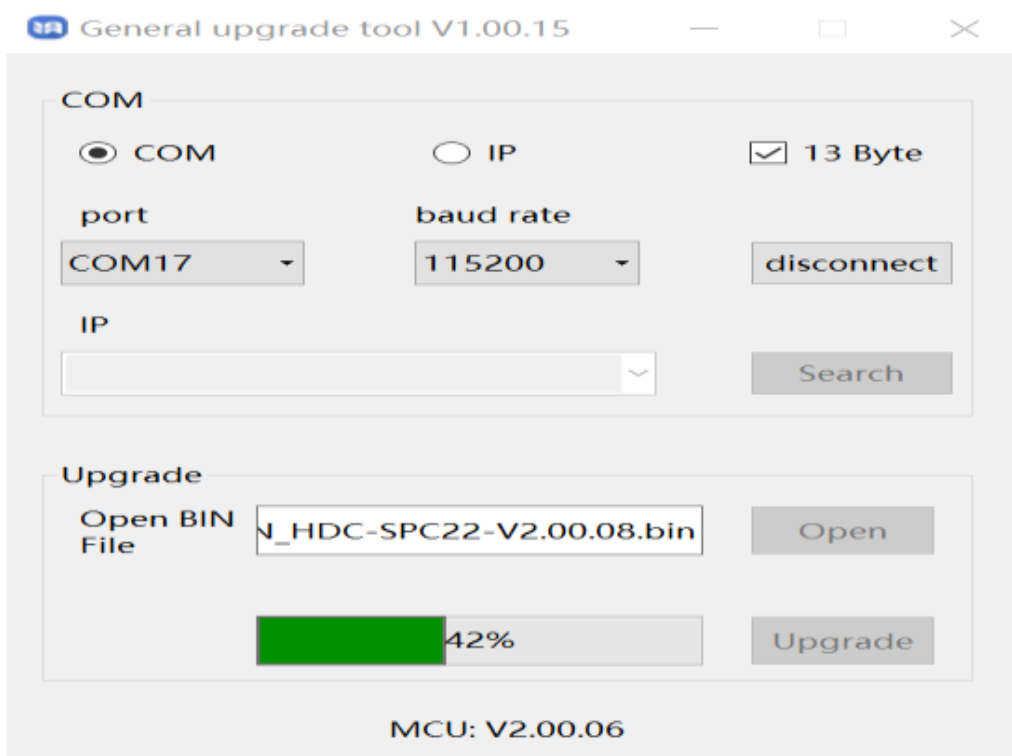 General upgrade tool V1.00.15
COM
COM IP 13 Byte
port baud rate
COM17 115200 disconnect
IP
Search
Upgrade
Open BIN
File
_HDC-SPC22-V2.00.08.bin Open
42% Upgrade
MCU: V2.00.06